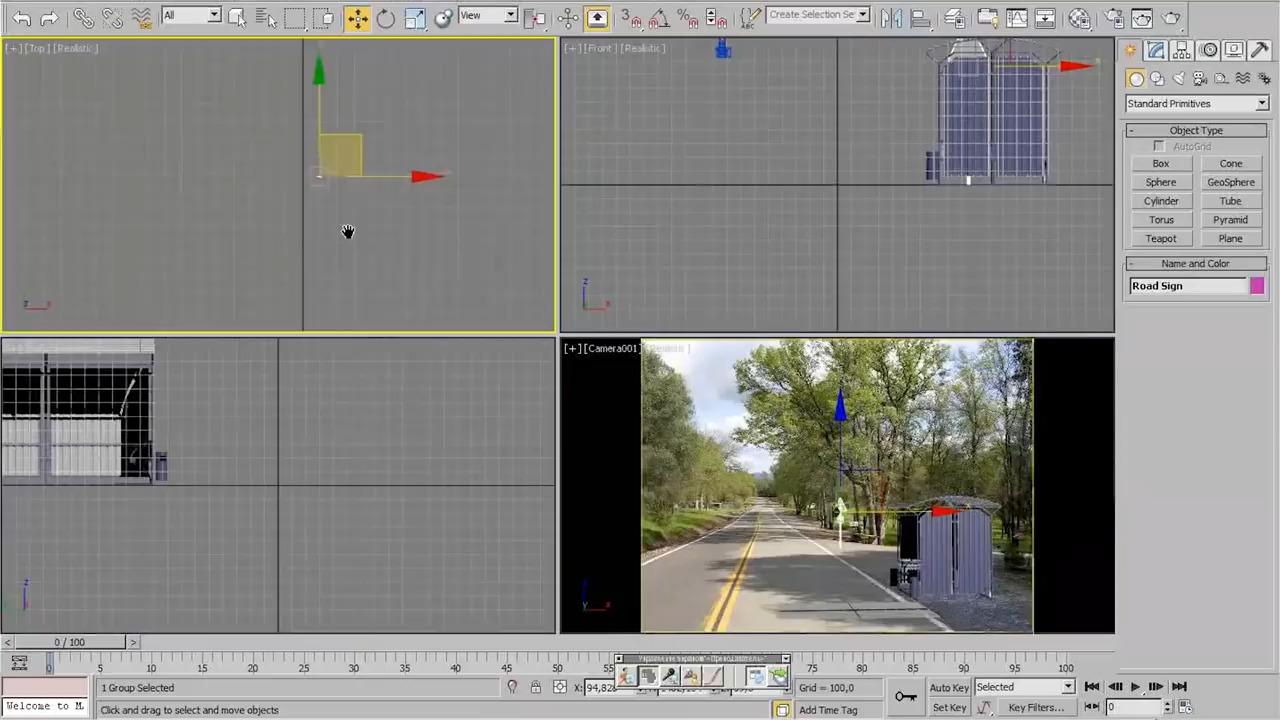 All
View
Create Selection Se
[+] [Top] [Realistic]
[+] [Front] [Realistic]
x
z
x
z
x
z
[+] [Camera001]
z
y
x
Standard Primitives
Object Type
AutoGrid
Box
Cone
Sphere
GeoSphere
Cylinder
Tube
Torus
Pyramid
Teapot
Plane
Name and Color
Road Sign
0 / 100
0
5
10
15
20
25
30
35
40
45
50
55
75
80
85
90
95
100
1 Group Selected
X: 94,828
Grid = 100,0
Auto Key
Selected
Welcome to M.
Click and drag to select and move objects
Add Time Tag
Set Key
Key Filters...
0